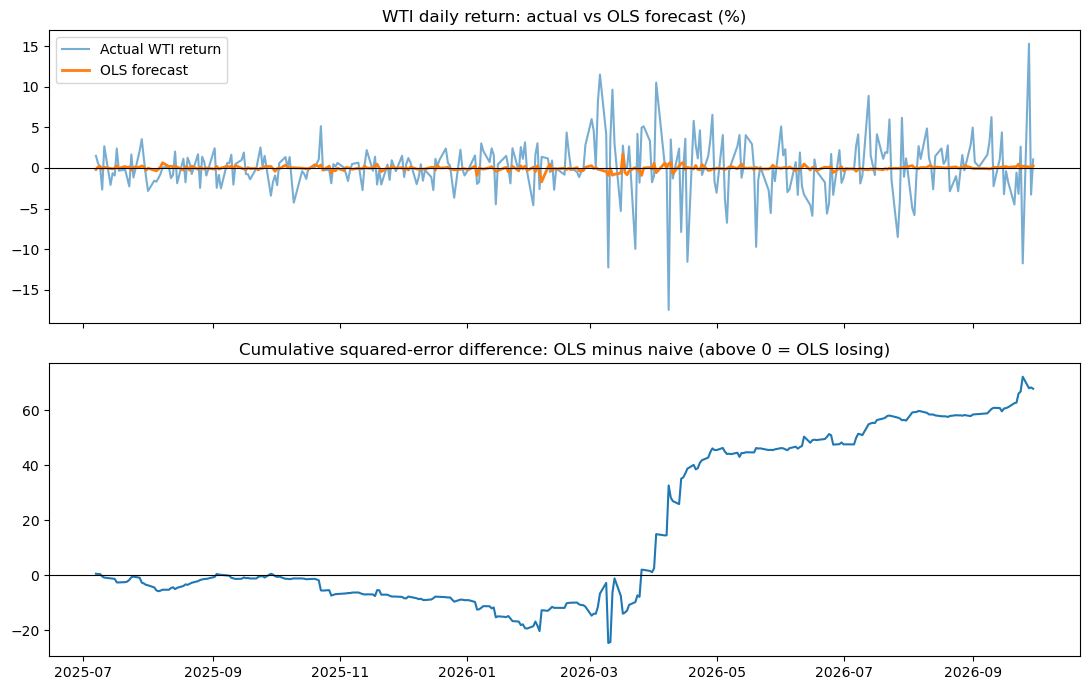 WTI daily return: actual vs OLS forecast (%)
Actual WTI return
OLS forecast
15
10
5
0
−5
−10
−15
Cumulative squared-error difference: OLS minus naive (above 0 = OLS losing)
60
40
20
0
−20
2025-07 2025-09 2025-11 2026-01 2026-03 2026-05 2026-07 2026-09